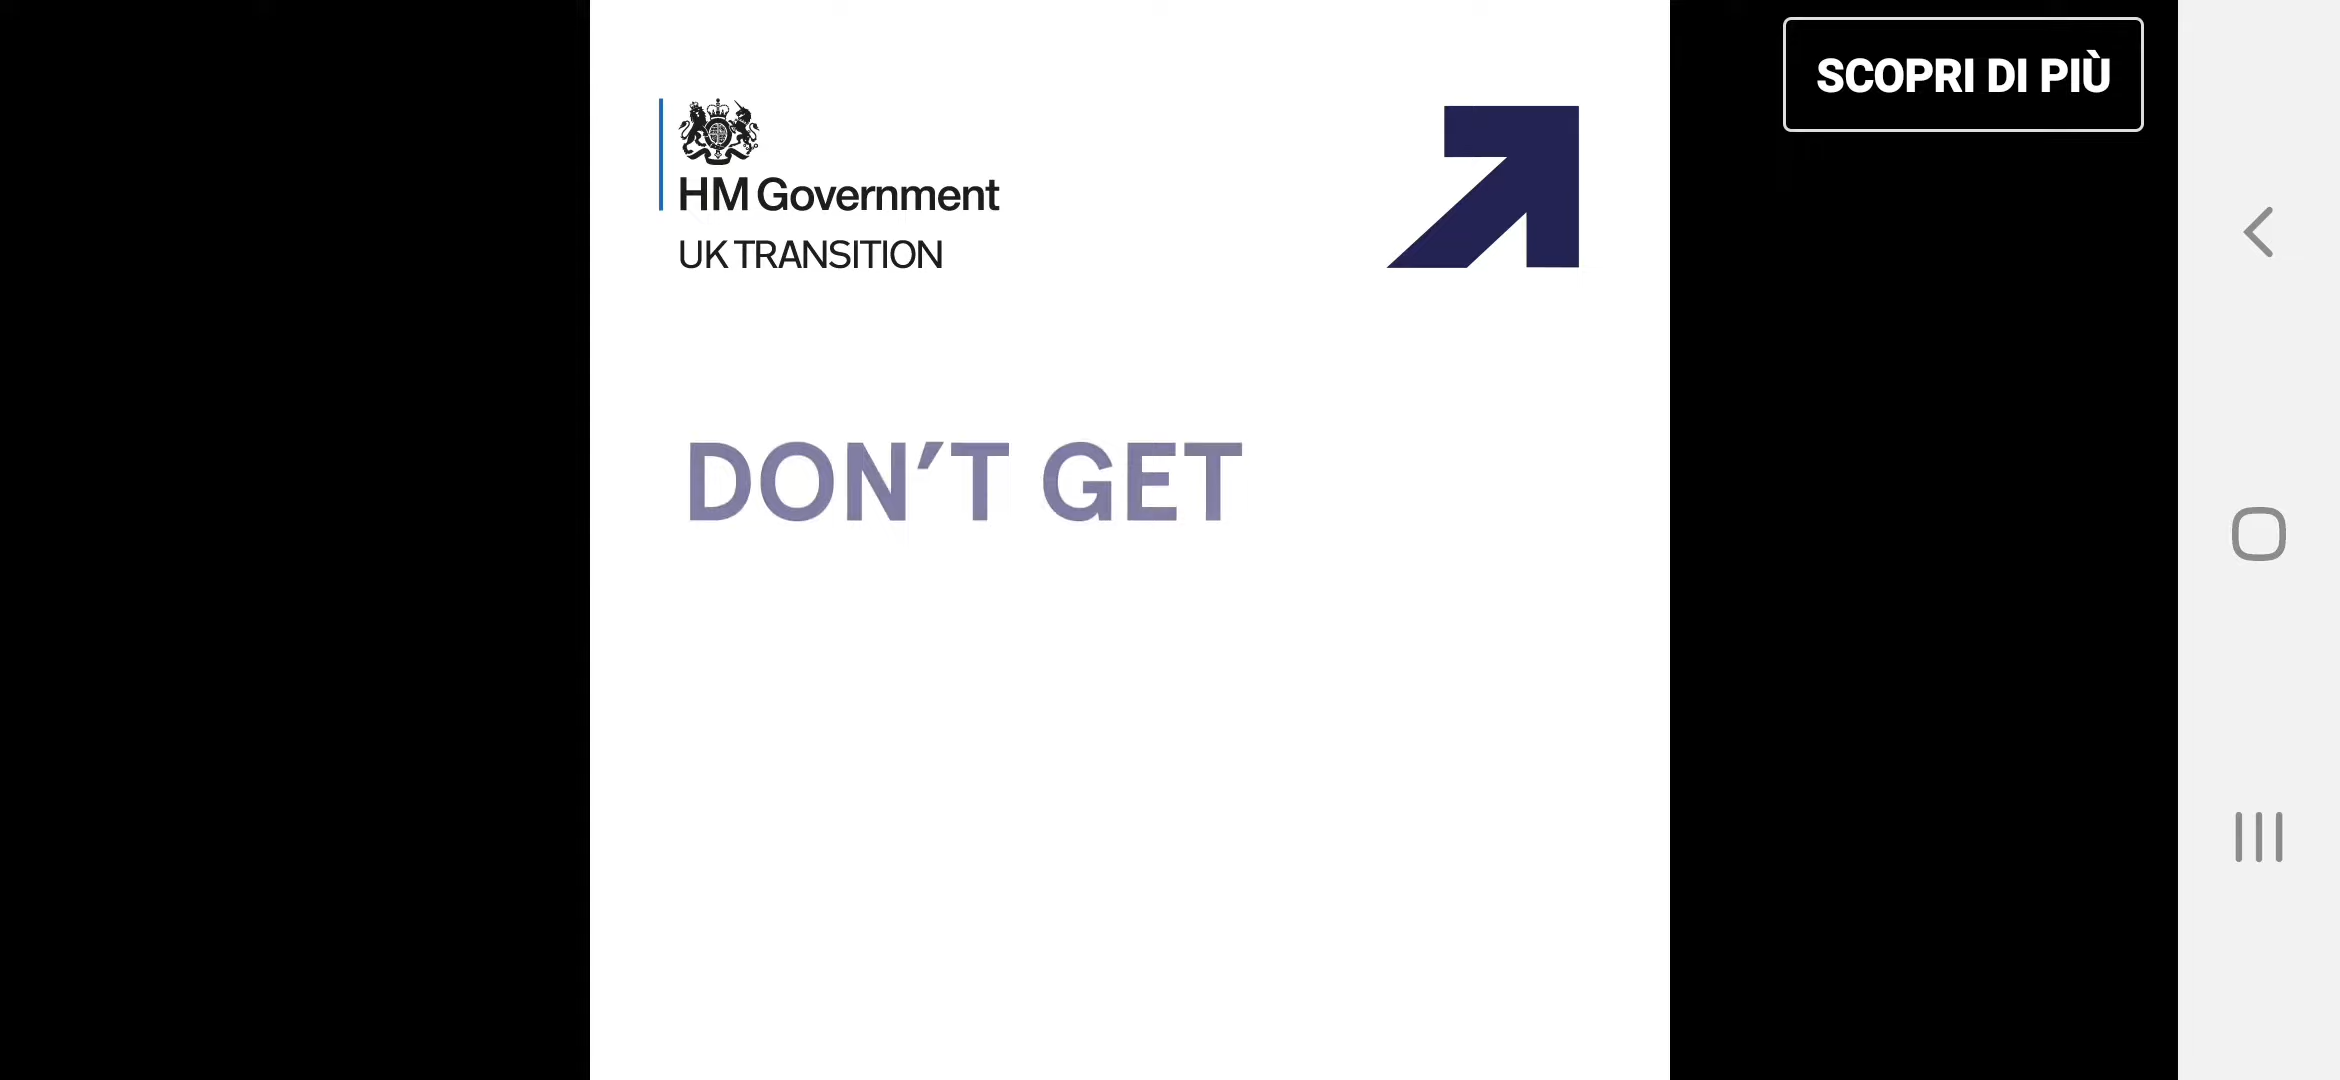 HM Government
UK TRANSITION
DON'T GET
SCOPRI DI PIÙ